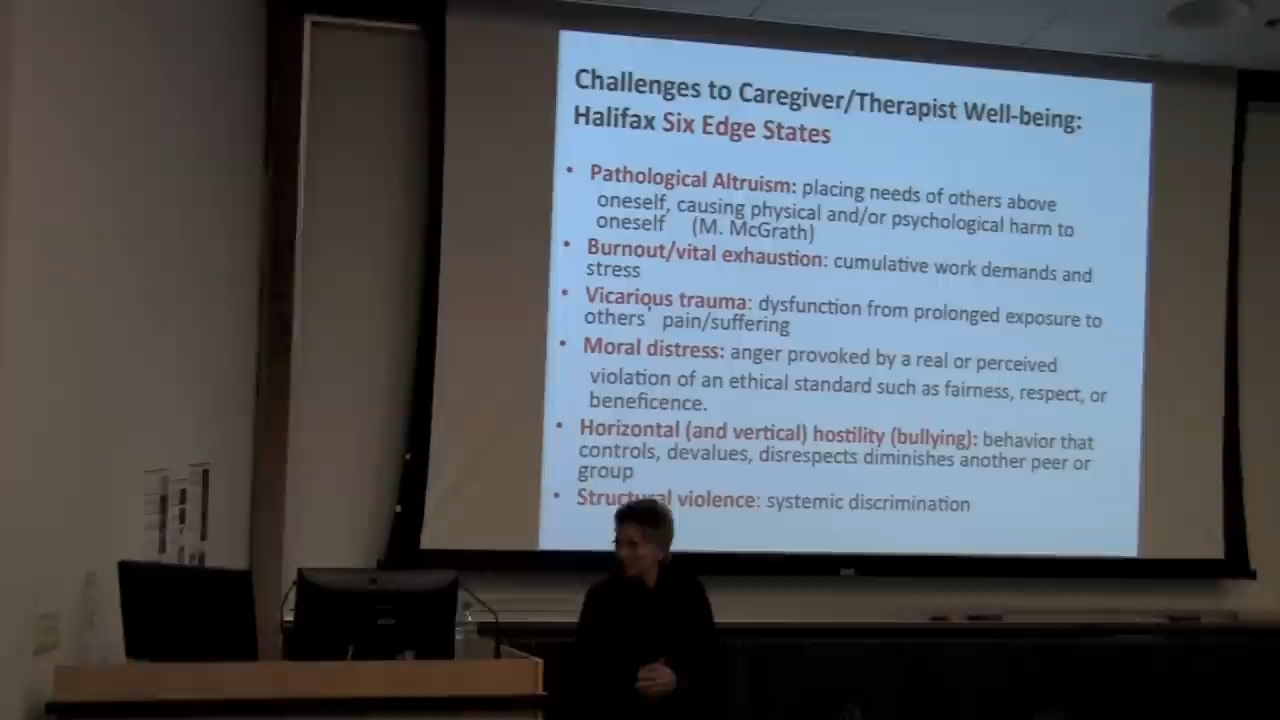 Challenges to Caregiver/Therapist Well-being:
Halifax Six Edge States
• Pathological Altruism: placing needs of others above
oneself, causing physical and/or psychological harm to
oneself (M. McGrath)
• Burnout/vital exhaustion: cumulative work demands and
stress
• Vicarious trauma: dysfunction from prolonged exposure to
others' pain/suffering
• Moral distress: anger provoked by a real or perceived
violation of an ethical standard such as fairness, respect, or
beneficence.
• Horizontal (and vertical) hostility (bullying): behavior that
controls, devalues, disrespects diminishes another peer or
group
• Structural violence: systemic discrimination